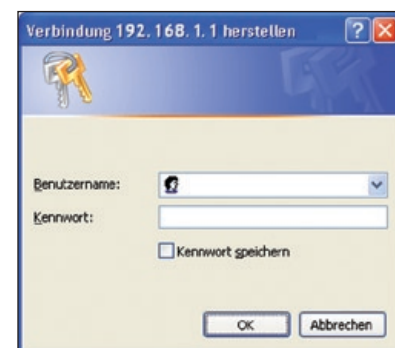 Verbindung 192.168.1.1 herstellen
Benutzername:
Kennwort:
Kennwort speichern
OK Abbrechen